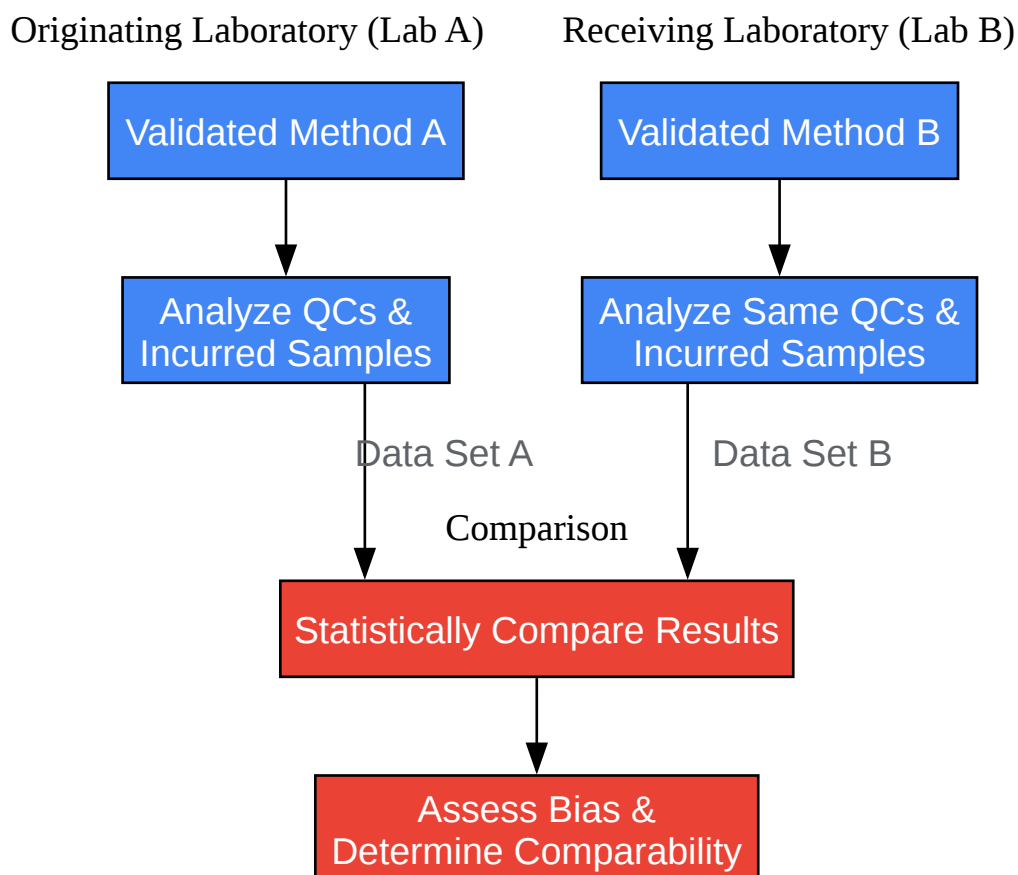 Originating Laboratory (Lab A)
Receiving Laboratory (Lab B)
Validated Method A
Validated Method B
Analyze QCs &
Incurred Samples
Analyze Same QCs &
Incurred Samples
Data Set A
Data Set B
Comparison
Statistically Compare Results
Assess Bias &
Determine Comparability